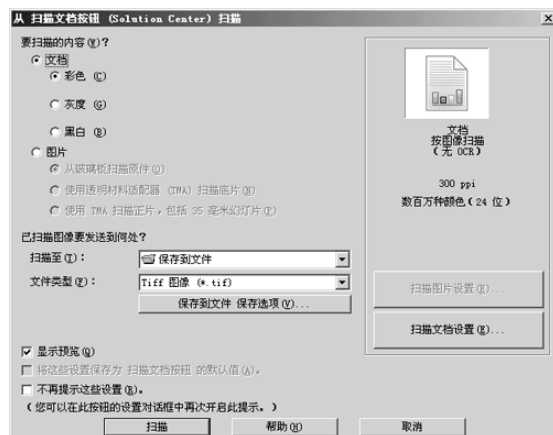 从 扫描文档按钮 (Solution Center) 扫描
要扫描的内容(Y)?
文档
彩色 (C)
灰度 (G)
黑白 (B)
图片
从玻璃板扫描原件(O)
使用透明材料适配器 (TMA) 扫描底片(N)
使用 TMA 扫描正片，包括 35 毫米幻灯片(P)
已扫描图像要发送到何处?
扫描至(T):
保存到文件
文件类型(F):
Tiff 图像 (*.tif)
保存到文件 保存选项(V)...
显示预览(Q)
将这些设置保存为 扫描文档按钮 的默认值(A)。
不再提示这些设置(R)。
(您可以在此按钮的设置对话框中再次开启此提示。)
扫描
帮助(H)
取消
文档
按图像扫描
(无 OCR)
300 ppi
数百万种颜色(24 位)
扫描图片设置(E)...
扫描文档设置(E)...